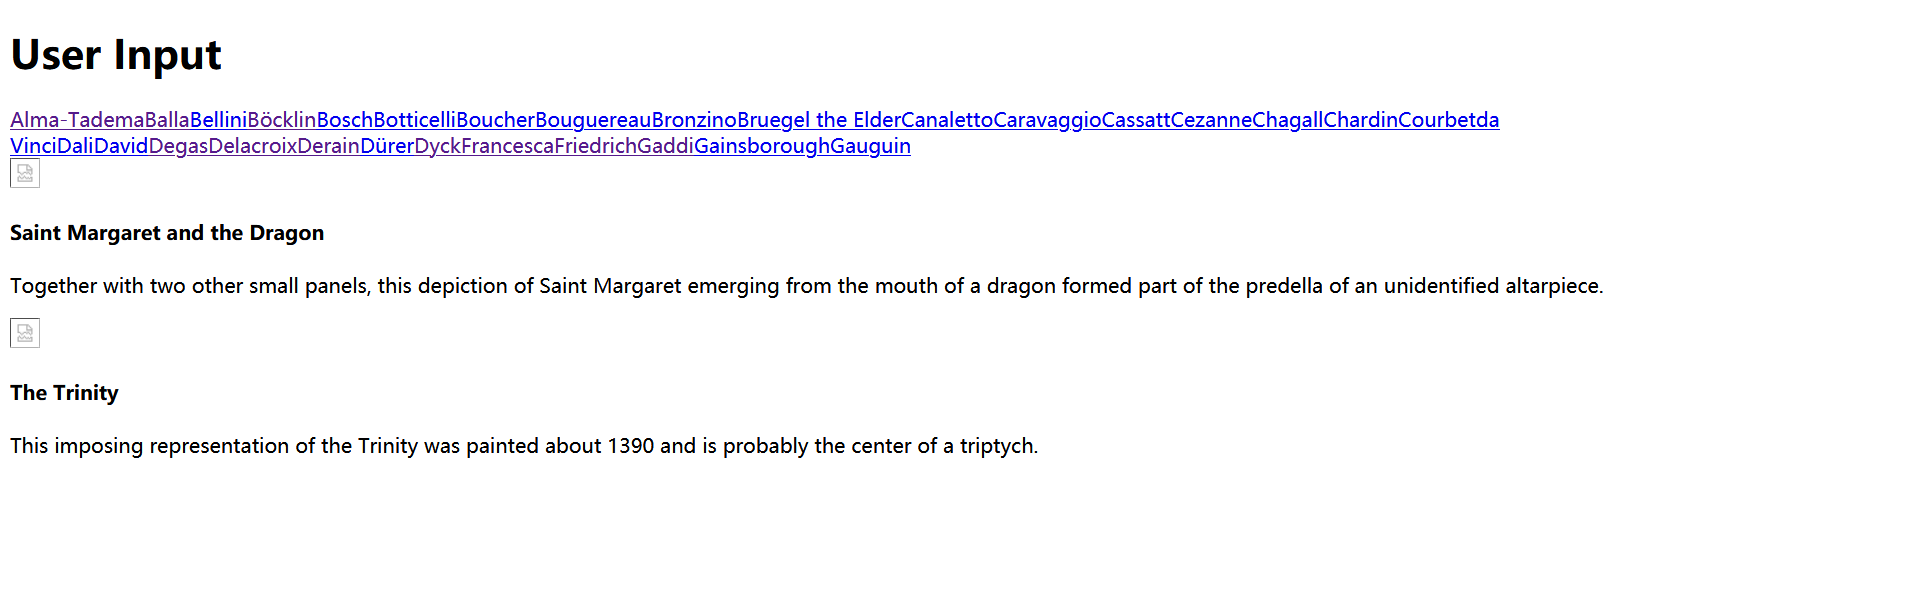 User Input
Alma-TademaBallaBelliniBöcklinBoschBotticelliBoucherBouguereauBronzinoBruegel the ElderCanalettoCaravaggioCassattCezanneChagallChardinCourbetda
VinciDaliDavidDegasDelacroixDerainDürerDyckFrancescaFriedrichGaddiGainsboroughGauguin
Saint Margaret and the Dragon
Together with two other small panels, this depiction of Saint Margaret emerging from the mouth of a dragon formed part of the predella of an unidentified altarpiece.
The Trinity
This imposing representation of the Trinity was painted about 1390 and is probably the center of a triptych.